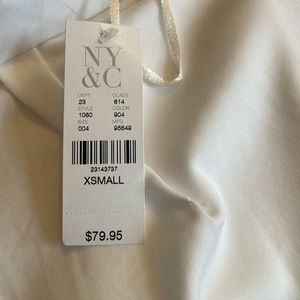 NY
&C
DEPT CLASS
23 614
STYLE COLOR
1060 904
SIZE MFG
004 95649
23143737
XSMALL
$79.95